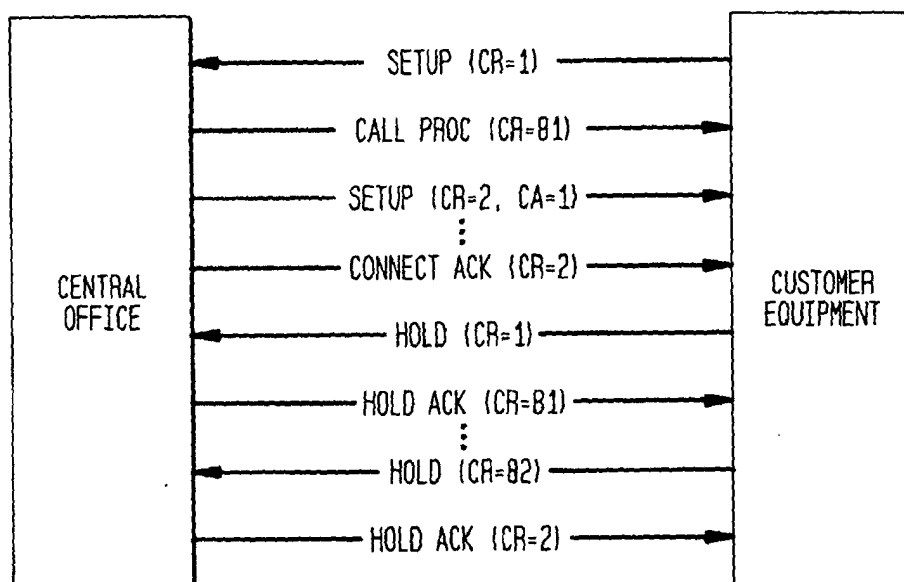 SETUP (CR=1)
CALL PROC (CR=81)
SETUP (CR=2, CA=1)
CONNECT ACK (CR=2)
CENTRAL
OFFICE
CUSTOMER
EQUIPMENT
HOLD (CR=1)
HOLD ACK (CR=81)
HOLD (CR=82)
HOLD ACK (CR=2)